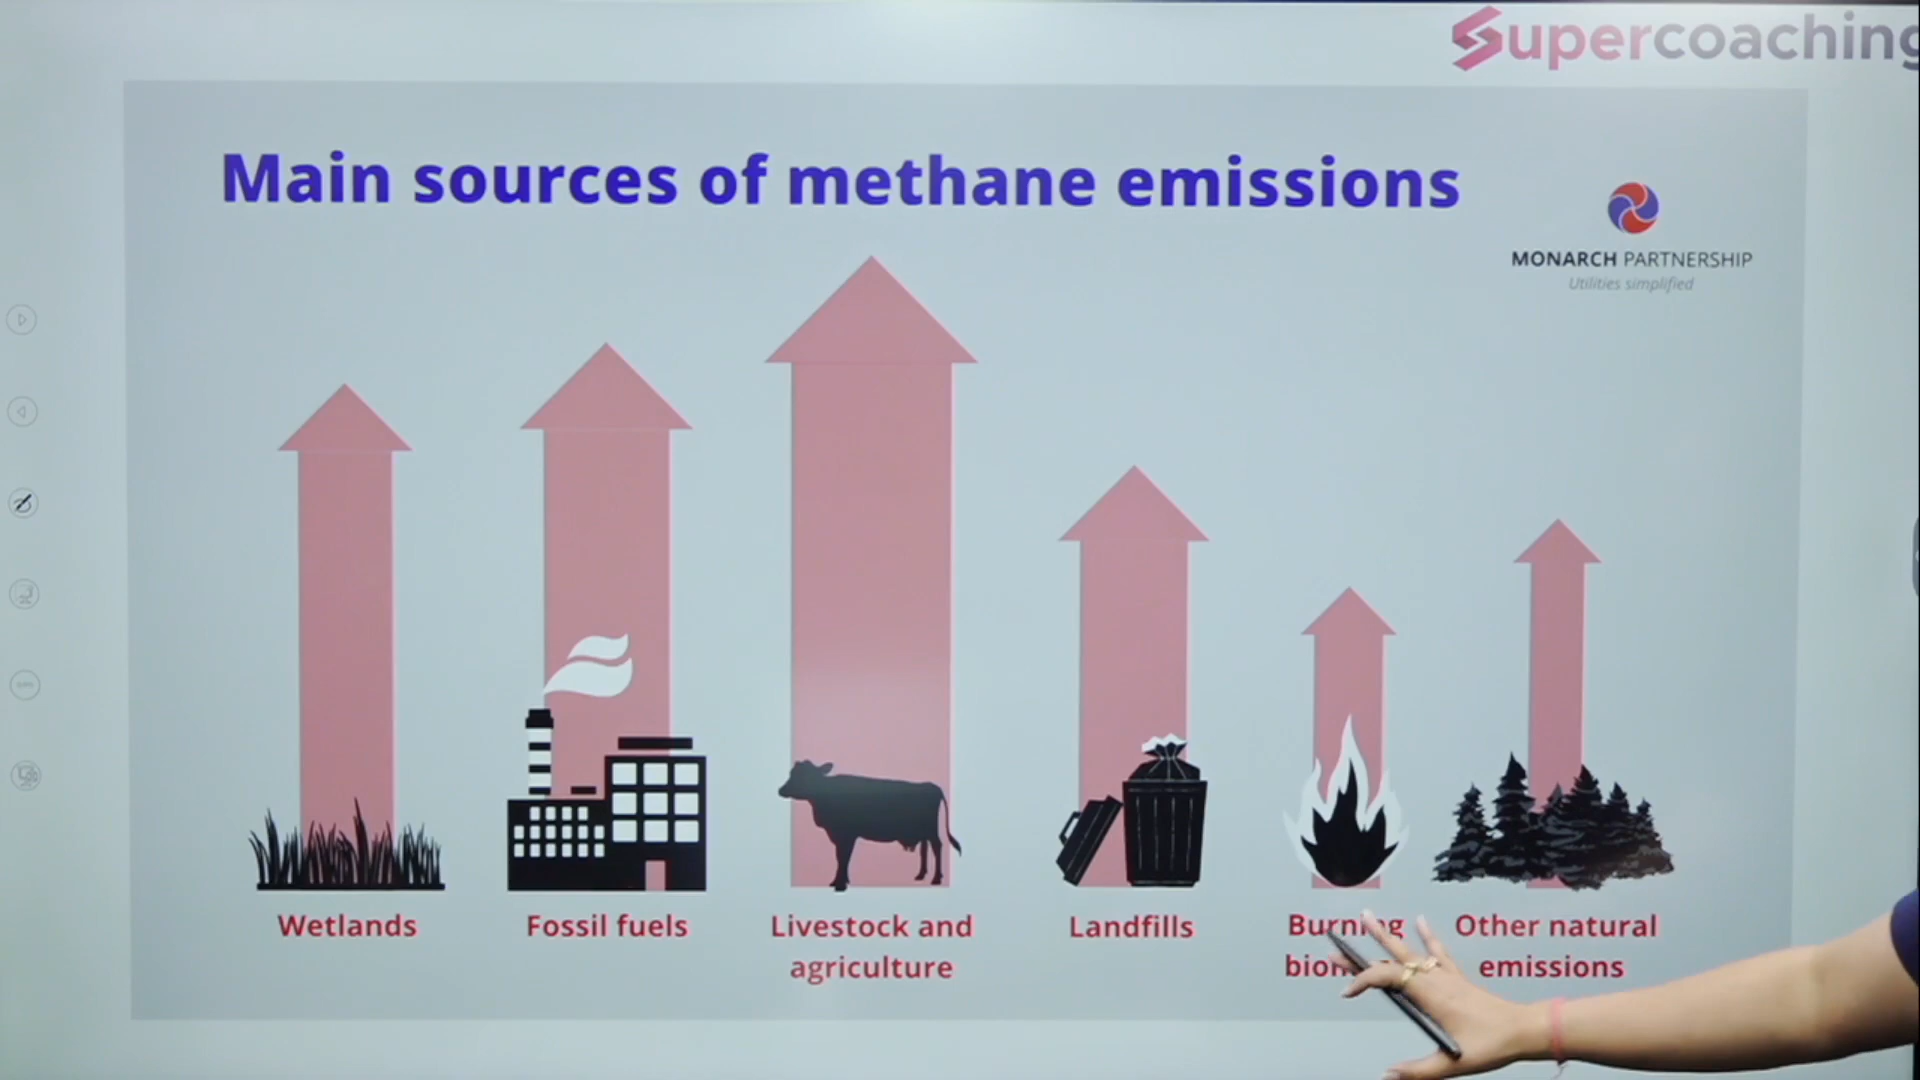 Supercoaching
Main sources of methane emissions
MONARCH PARTNERSHIP
Utilities simplified
Wetlands
Fossil fuels
Livestock and
agriculture
Landfills
Burning
Other natural
emissions